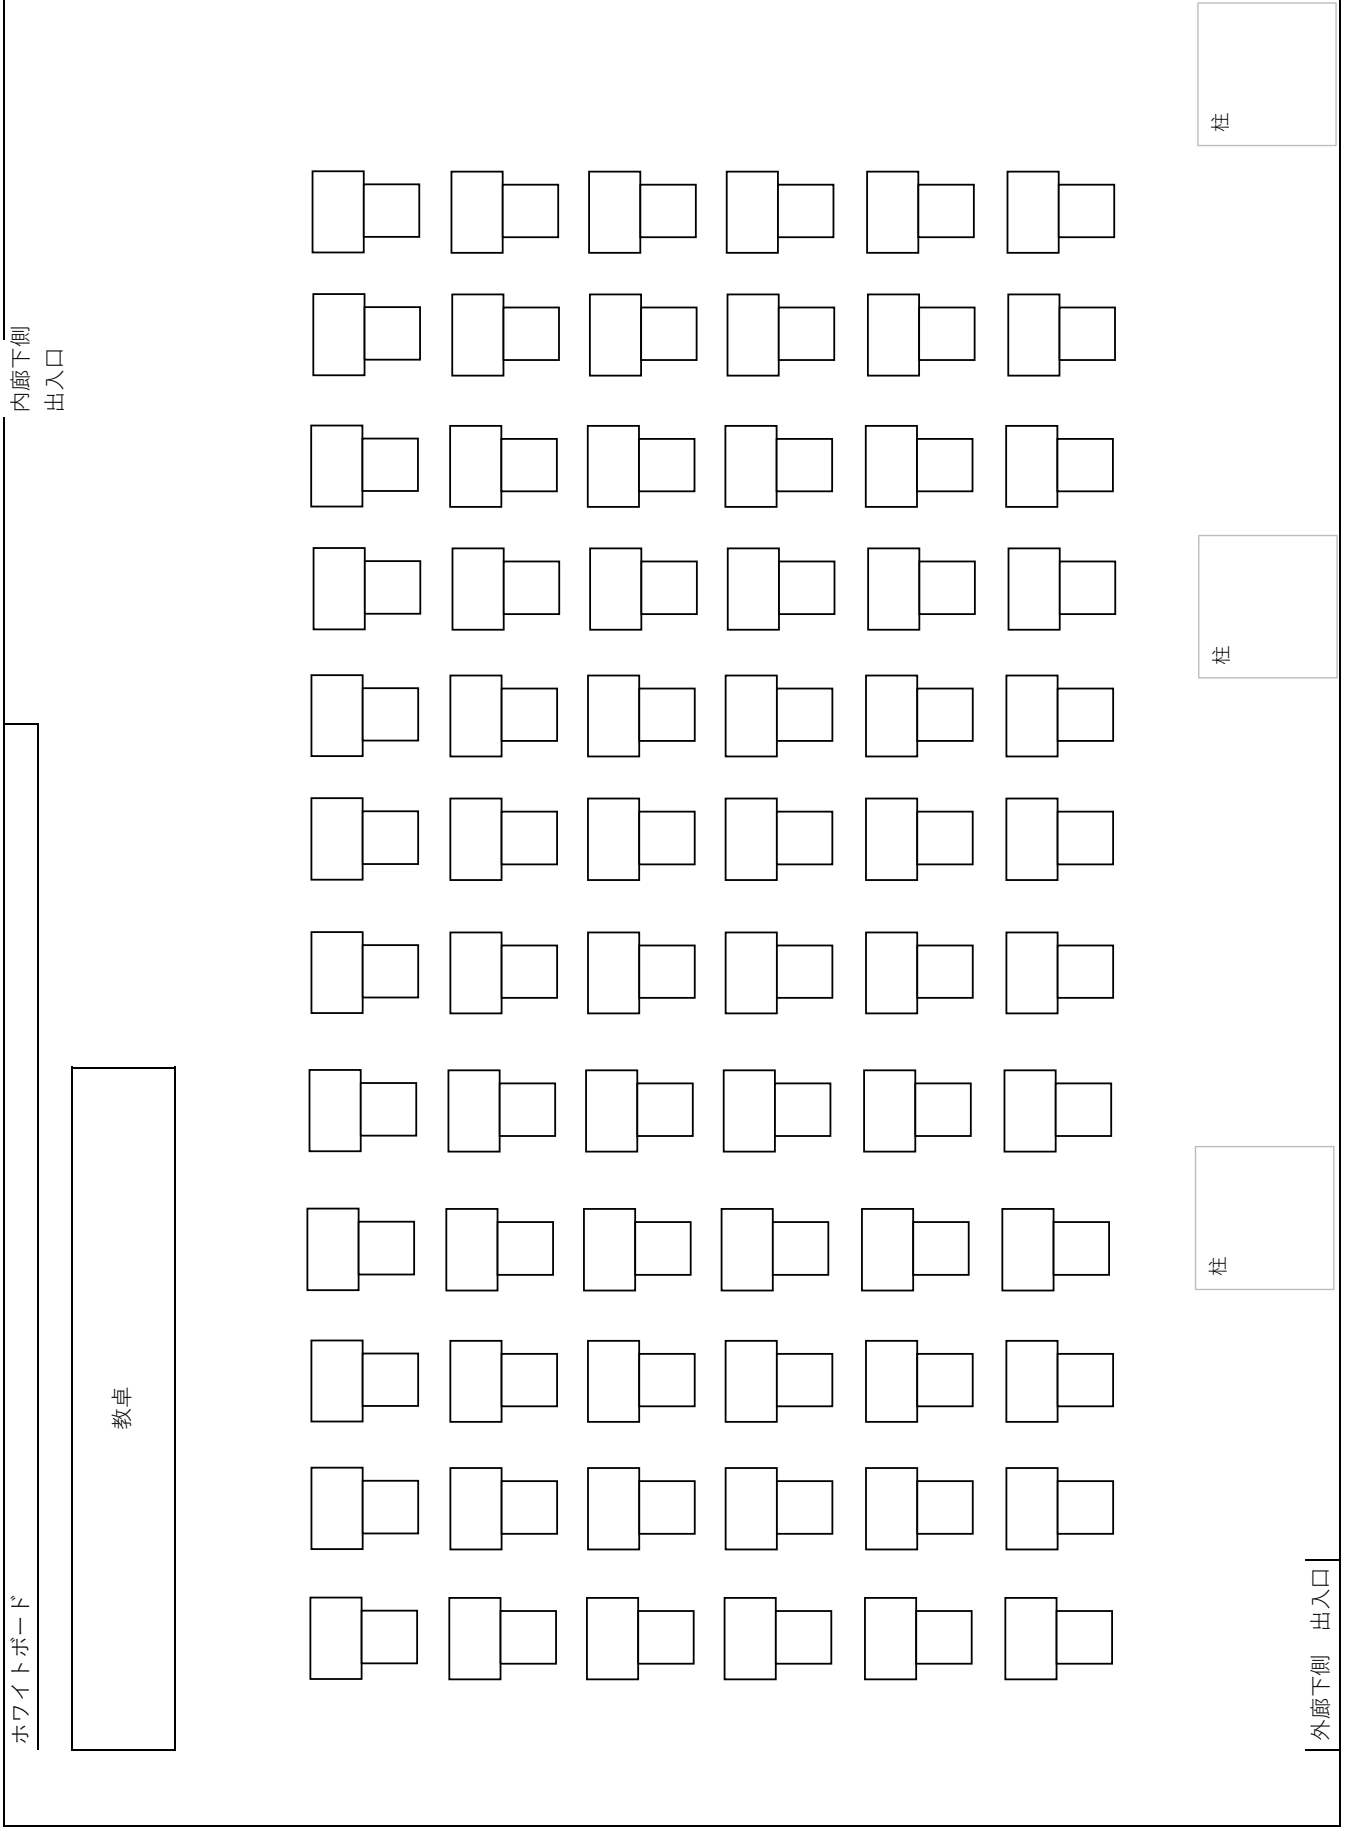 ホワイトボード
内廊下側
出入口
教卓
柱
柱
柱
外廊下側　出入口